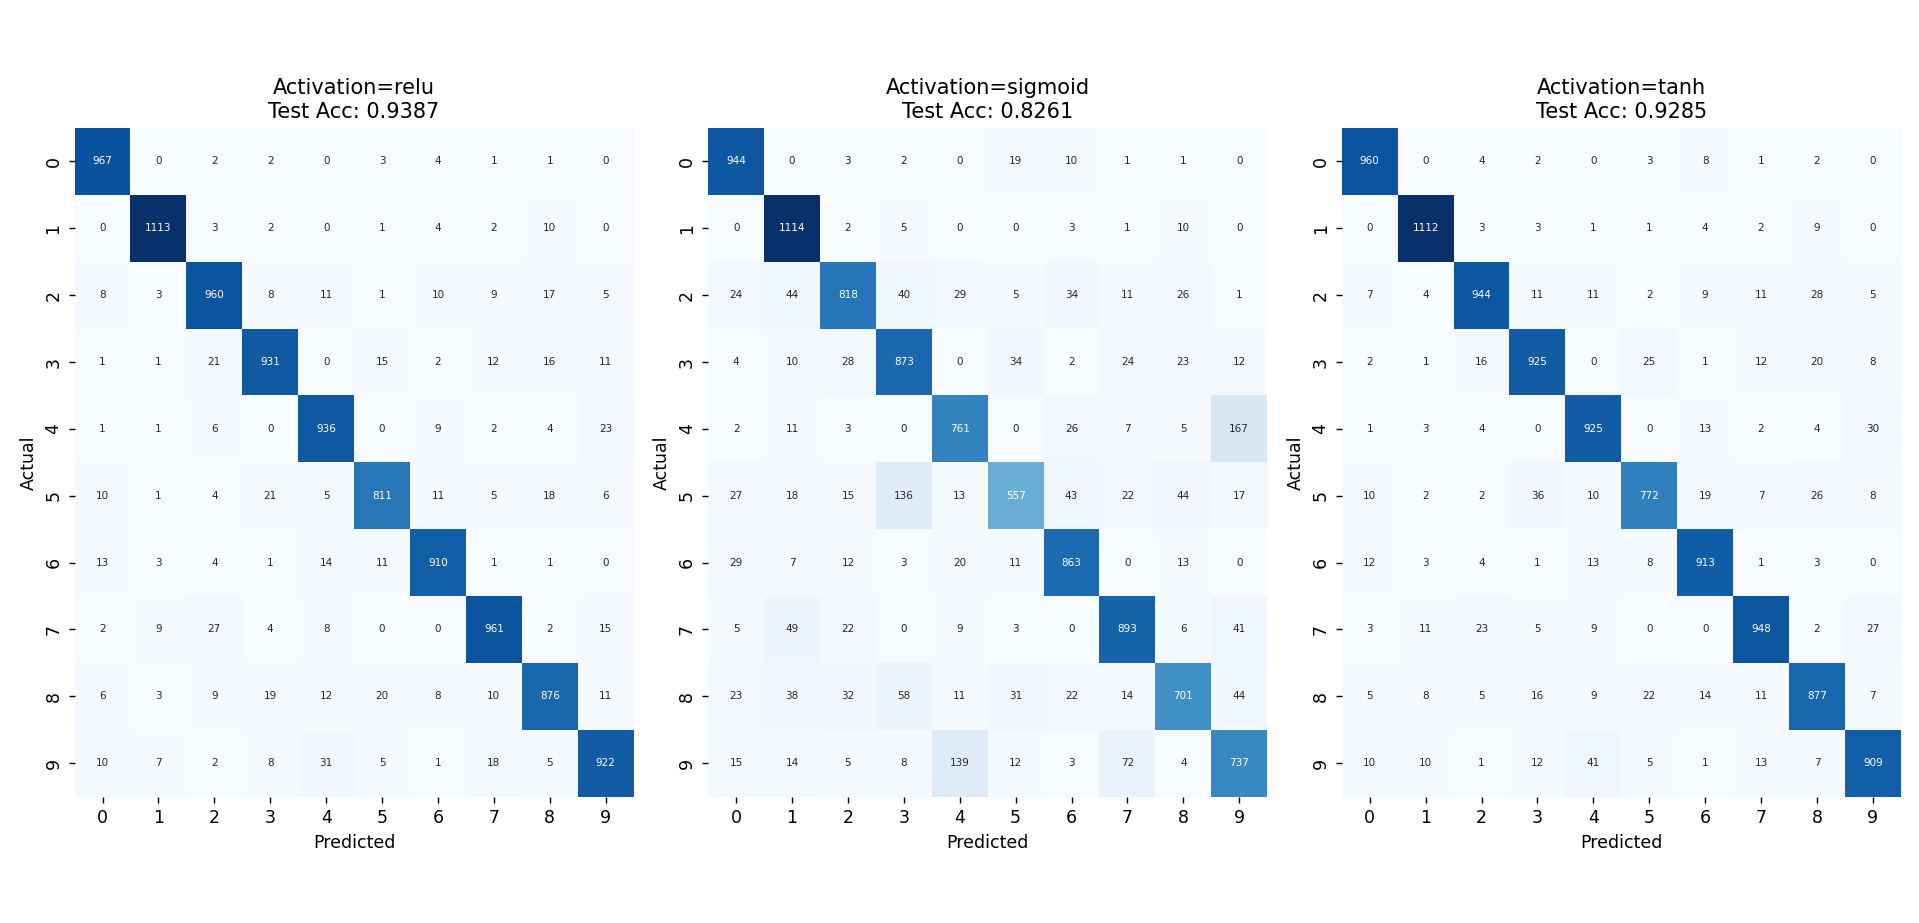 Activation=relu
Test Acc: 0.9387
0 967 0 2 2 0 3 4 1 1 0
1 0 1113 3 2 0 1 4 2 10 0
2 8 3 960 8 11 1 10 9 17 5
3 1 1 21 931 0 15 2 12 16 11
4 1 1 6 0 936 0 9 2 4 23
5 10 1 4 21 5 811 11 5 18 6
6 13 3 4 1 14 11 910 1 1 0
7 2 9 27 4 8 0 0 961 2 15
8 6 3 9 19 12 20 8 10 876 11
9 10 7 2 8 31 5 1 18 5 922
Actual
0 1 2 3 4 5 6 7 8 9
Predicted
Activation=sigmoid
Test Acc: 0.8261
0 944 0 3 2 0 19 10 1 1 0
1 0 1114 2 5 0 0 3 1 10 0
2 24 44 818 40 29 5 34 11 26 1
3 4 10 28 873 0 34 2 24 23 12
4 2 11 3 0 761 0 26 7 5 167
5 27 18 15 136 13 557 43 22 44 17
6 29 7 12 3 20 11 863 0 13 0
7 5 49 22 0 9 3 0 893 6 41
8 23 38 32 58 11 31 22 14 701 44
9 15 14 5 8 139 12 3 72 4 737
Actual
0 1 2 3 4 5 6 7 8 9
Predicted
Activation=tanh
Test Acc: 0.9285
0 960 0 4 2 0 3 8 1 2 0
1 0 1112 3 3 1 1 4 2 9 0
2 7 4 944 11 11 2 9 11 28 5
3 2 1 16 925 0 25 1 12 20 8
4 1 3 4 0 925 0 13 2 4 30
5 10 2 2 36 10 772 19 7 26 8
6 12 3 4 1 13 8 913 1 3 0
7 3 11 23 5 9 0 0 948 2 27
8 5 8 5 16 9 22 14 11 877 7
9 10 10 1 12 41 5 1 13 7 909
Actual
0 1 2 3 4 5 6 7 8 9
Predicted